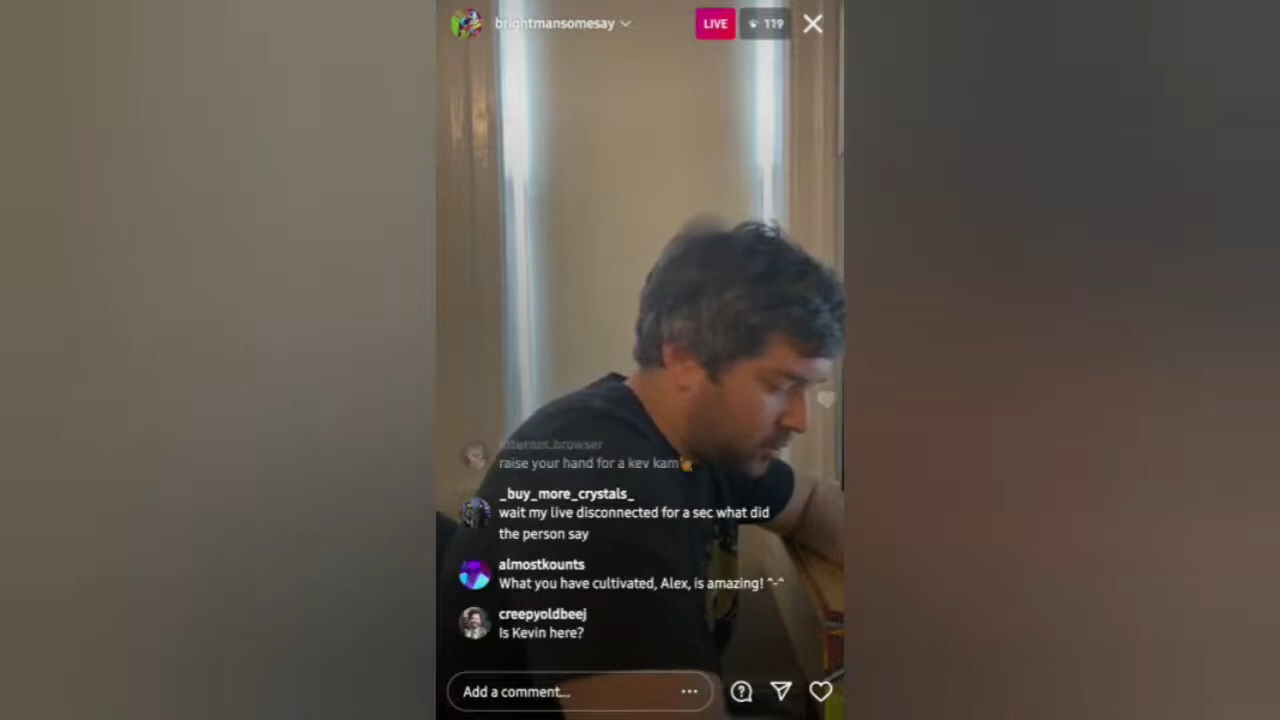 brightmansomesay
LIVE
119
internet_browser
raise your hand for a kev kam
_buy_more_crystals_
wait my live disconnected for a sec what did
the person say
almostkounts
What you have cultivated, Alex, is amazing! ^-^
creepyoldbeej
Is Kevin here?
Add a comment...